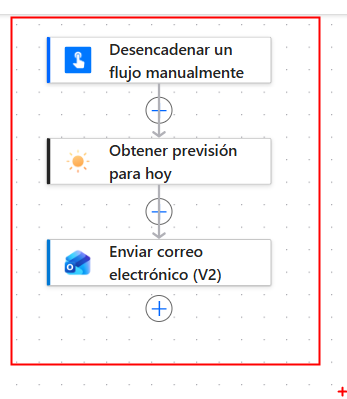 Desencadenar un
flujo manualmente
Obtener previsión
para hoy
Enviar correo
electrónico (V2)